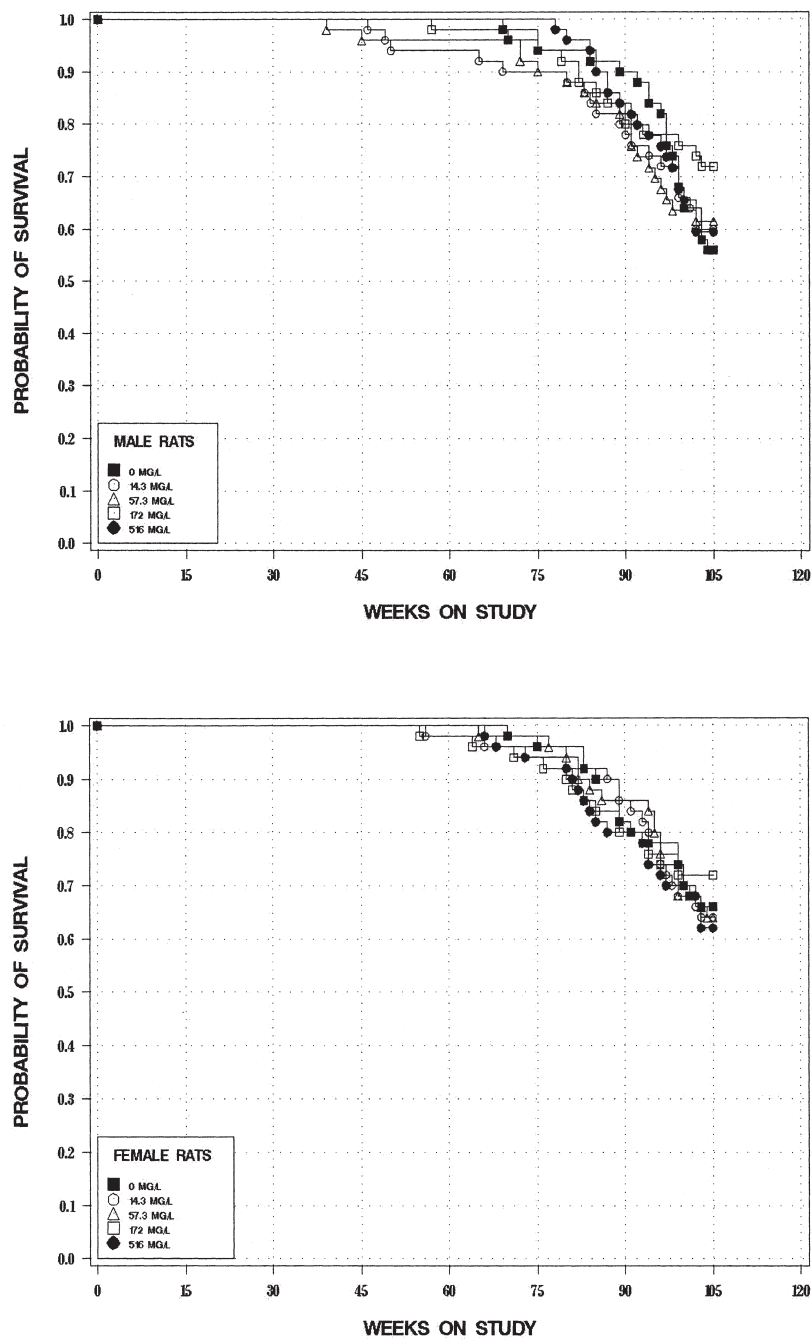 1.0
0.9
0.8
0.7
0.6
0.5
0.4
0.3
0.2
0.1
0.0
PROBABILITY OF SURVIVAL
MALE RATS
0 MG/L
14.3 MG/L
57.3 MG/L
172 MG/L
516 MG/L
0 15 30 45 60 75 90 105 120
WEEKS ON STUDY
1.0
0.9
0.8
0.7
0.6
0.5
0.4
0.3
0.2
0.1
0.0
PROBABILITY OF SURVIVAL
FEMALE RATS
0 MG/L
14.3 MG/L
57.3 MG/L
172 MG/L
516 MG/L
0 15 30 45 60 75 90 105 120
WEEKS ON STUDY